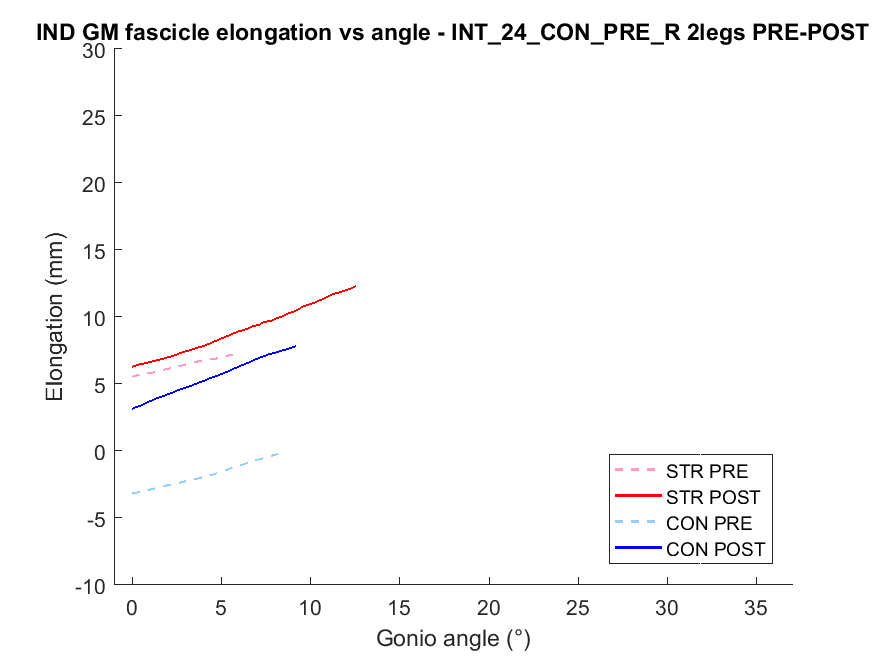 IND GM fascicle elongation vs angle - INT_24_CON_PRE_R 2legs PRE-POST
30
25
20
15
10
5
0
-5
-10
Elongation (mm)
0 5 10 15 20 25 30 35
Gonio angle (°)
STR PRE
STR POST
CON PRE
CON POST